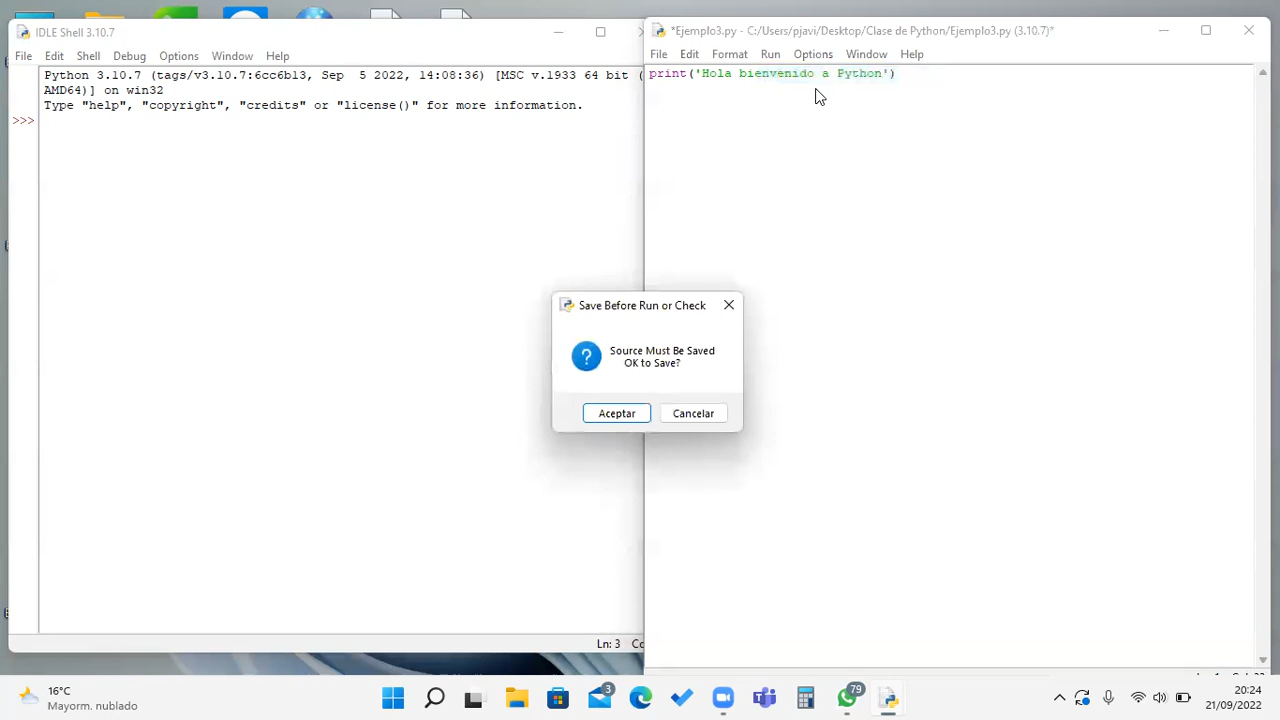 IDLE Shell 3.10.7
File Edit Shell Debug Options Window Help
Python 3.10.7 (tags/v3.10.7:6cc6b13, Sep 5 2022, 14:08:36) [MSC v.1933 64 bit (
AMD64)] on win32
Type "help", "copyright", "credits" or "license()" for more information.
>>>
Ln: 3
*Ejemplo3.py - C:/Users/pjavi/Desktop/Clase de Python/Ejemplo3.py (3.10.7)*
File Edit Format Run Options Window Help
print('Hola bienvenido a Python')
Save Before Run or Check
Source Must Be Saved
OK to Save?
Aceptar Cancelar
16°C
Mayorm. nublado
3
79
20:24
21/09/2022